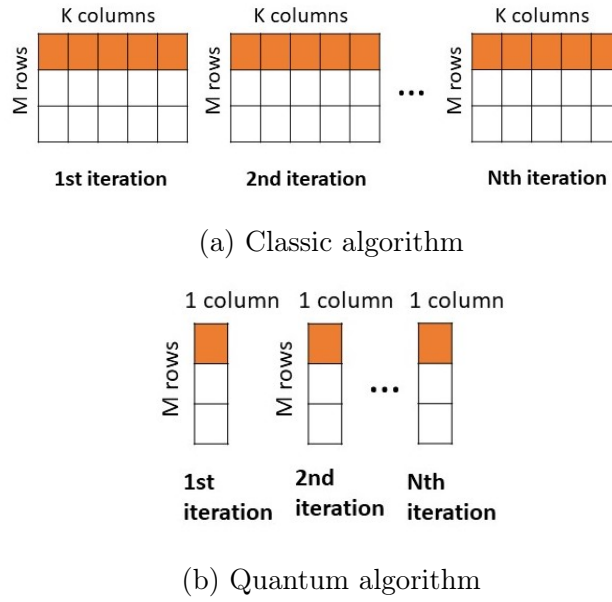 K columns K columns K columns
M rows M rows ... M rows
1st iteration 2nd iteration Nth iteration
(a) Classic algorithm
1 column 1 column 1 column
M rows M rows ...
1st iteration
2nd iteration
Nth iteration
(b) Quantum algorithm